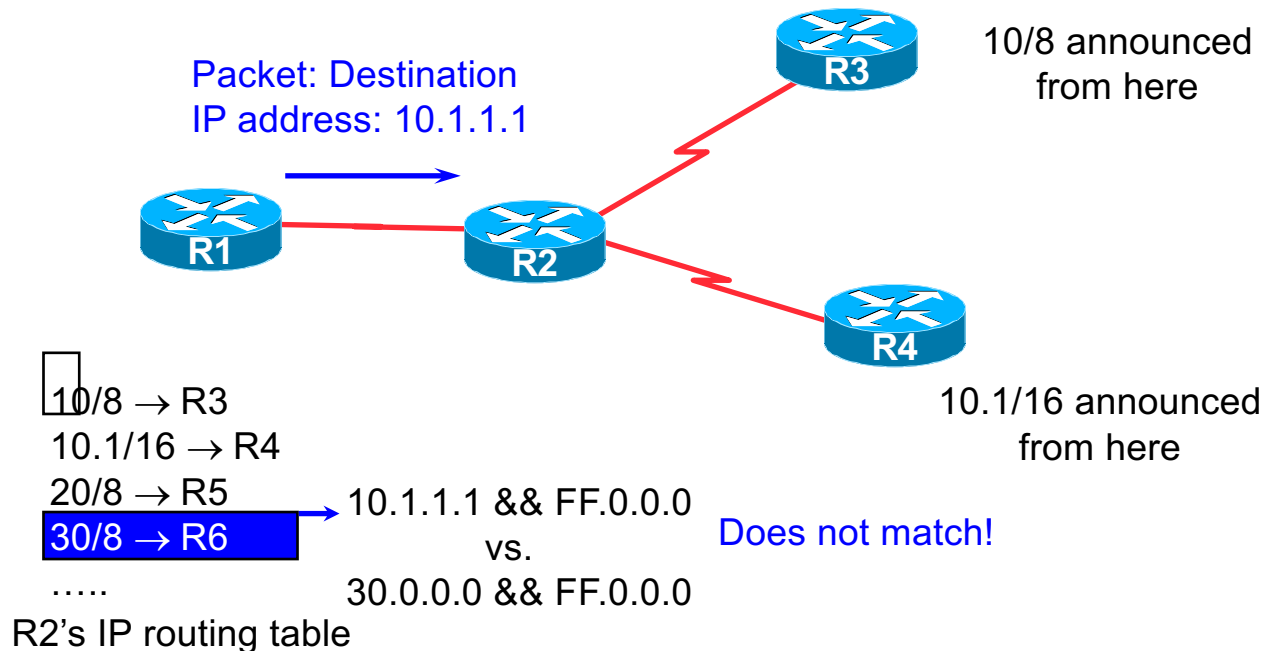 Packet: Destination
IP address: 10.1.1.1
R3
10/8 announced
from here
R1
R2
R4
10.1/16 announced
from here
10/8 → R3
10.1/16 → R4
20/8 → R5
30/8 → R6
.....
R2’s IP routing table
10.1.1.1 && FF.0.0.0
vs.
30.0.0.0 && FF.0.0.0
Does not match!